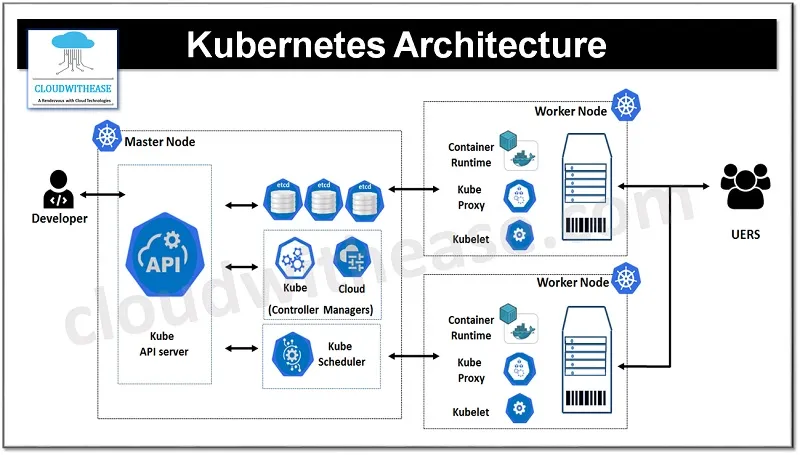 Kubernetes Architecture
CLOUDWITHEASE
A Rendezvous with Cloud Technologies
Master Node
Developer
API
Kube
API server
etcd
etcd
etcd
Kube
Cloud
(Controller Managers)
Kube
Scheduler
Worker Node
Container
Runtime
Kube
Proxy
Kubelet
Worker Node
Container
Runtime
Kube
Proxy
Kubelet
UERS
cloudwithease.com